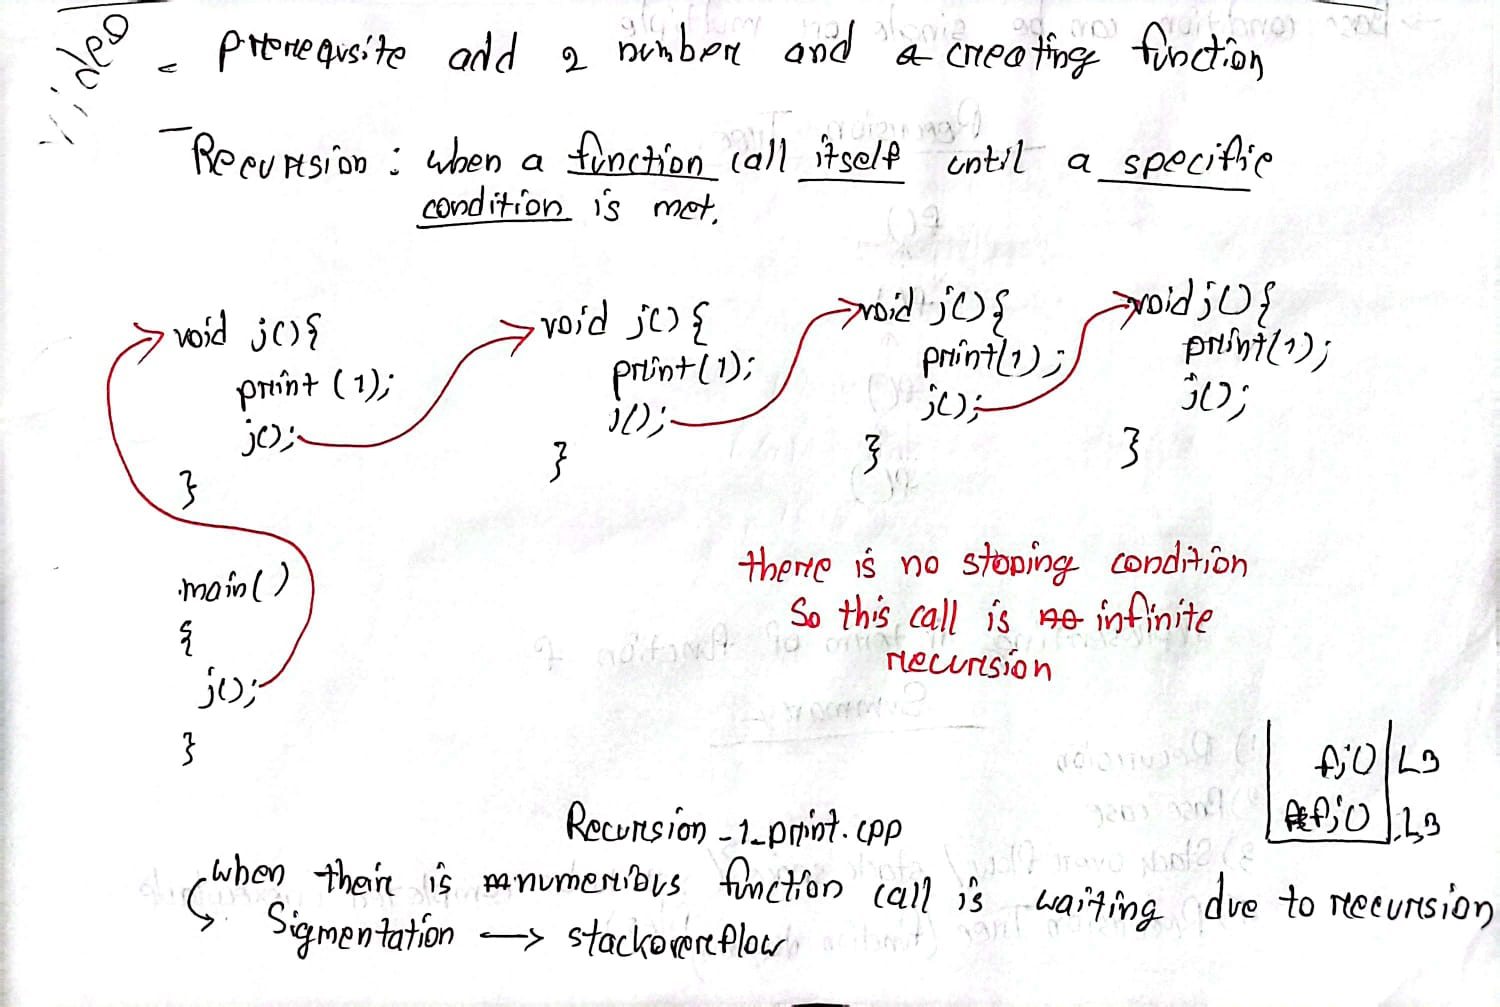 Video
- prerequsite add 2 number and a creating function
- Recursion : when a function call itself until a specific
condition is met.
void j(){
print (1);
j();
}
void j(){
print(1);
j();
}
void j(){
print(1);
j();
}
void j(){
print(1);
j();
}
main()
{
j();
}
there is no stoping condition
So this call is infinite
recursion
fj() L3
fj() L3
Recursion_1_print.cpp
when their is numerious function call is waiting due to recursion
Sigmentation → stackovereflow